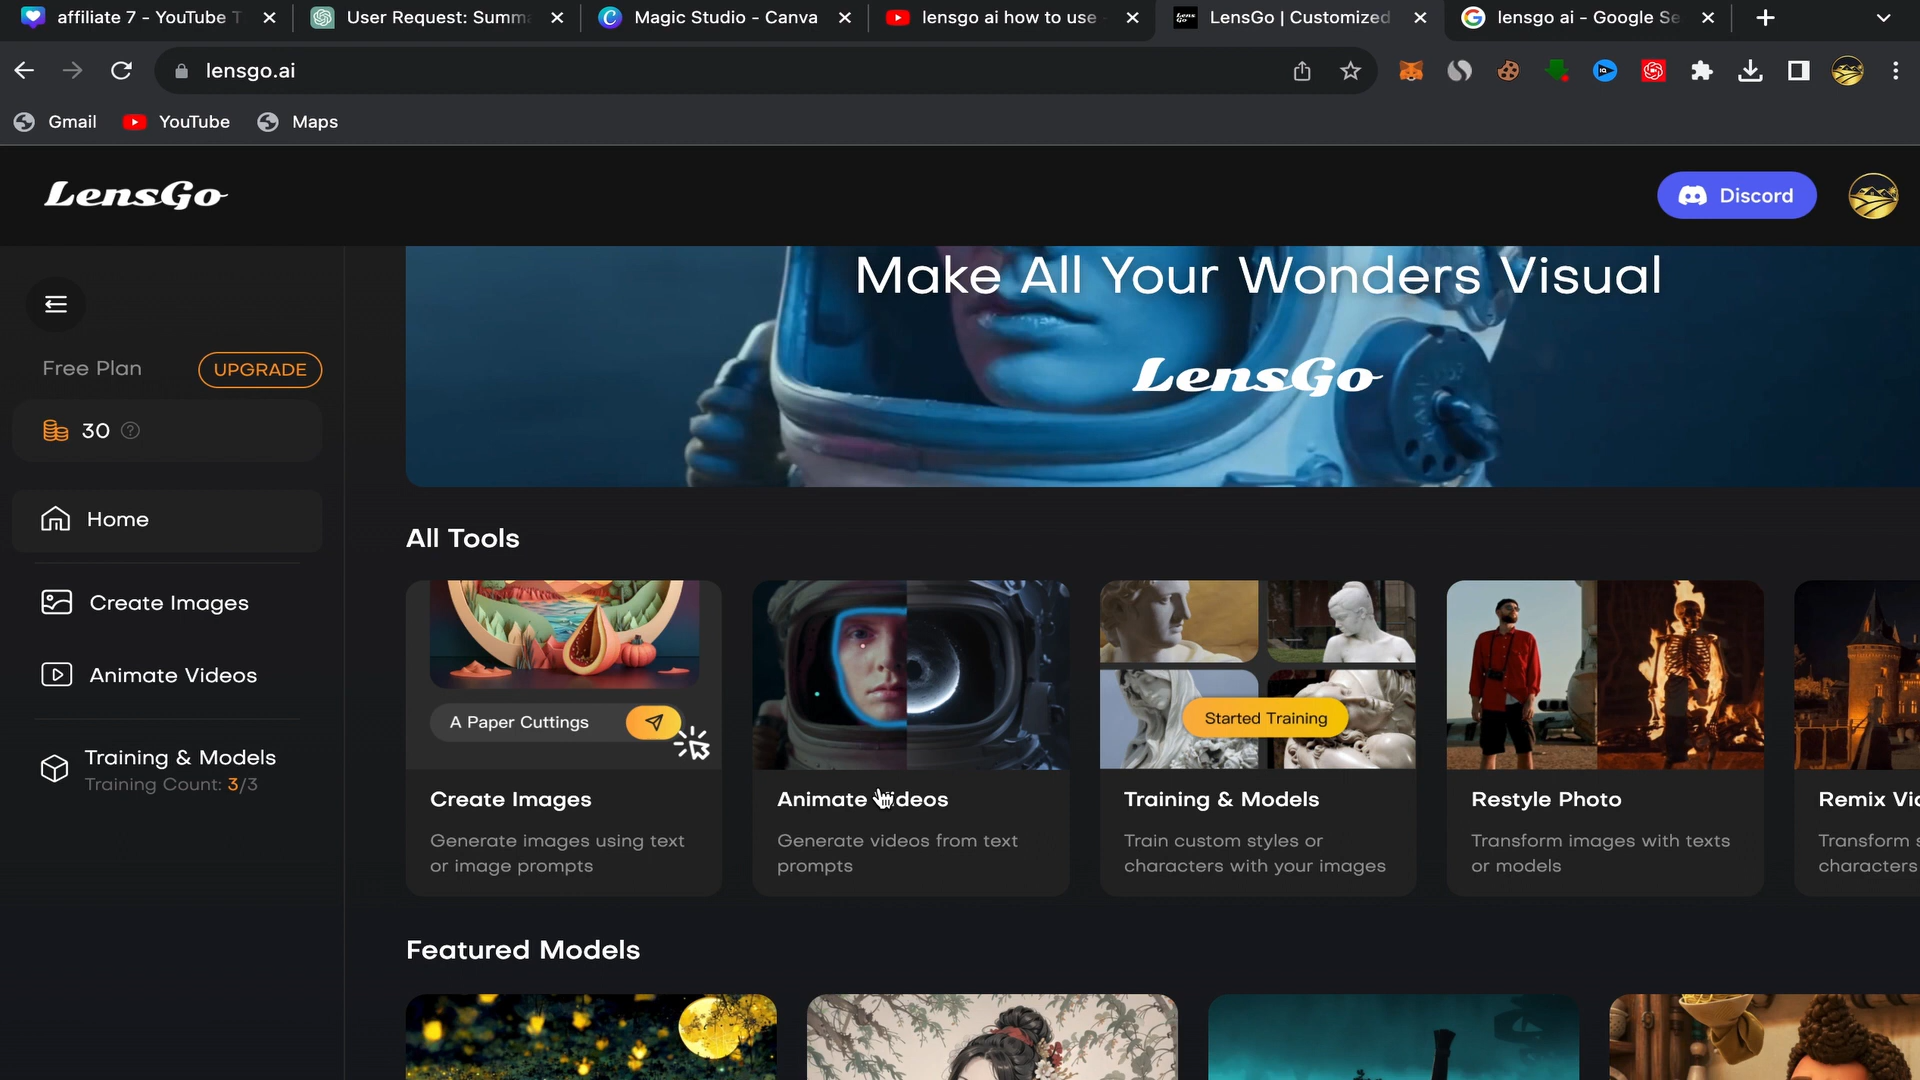 affiliate 7 - YouTube T
User Request: Summa
Magic Studio - Canva
lensgo ai how to use -
LensGo | Customized
lensgo ai - Google Se
lensgo.ai
Gmail
YouTube
Maps
LensGo
Discord
Make All Your Wonders Visual
LensGo
Free Plan
UPGRADE
30
Home
Create Images
Animate Videos
Training & Models
Training Count: 3/3
All Tools
A Paper Cuttings
Started Training
Create Images
Generate images using text
or image prompts
Animate Videos
Generate videos from text
prompts
Training & Models
Train custom styles or
characters with your images
Restyle Photo
Transform images with texts
or models
Remix Vi
Transform
characters
Featured Models